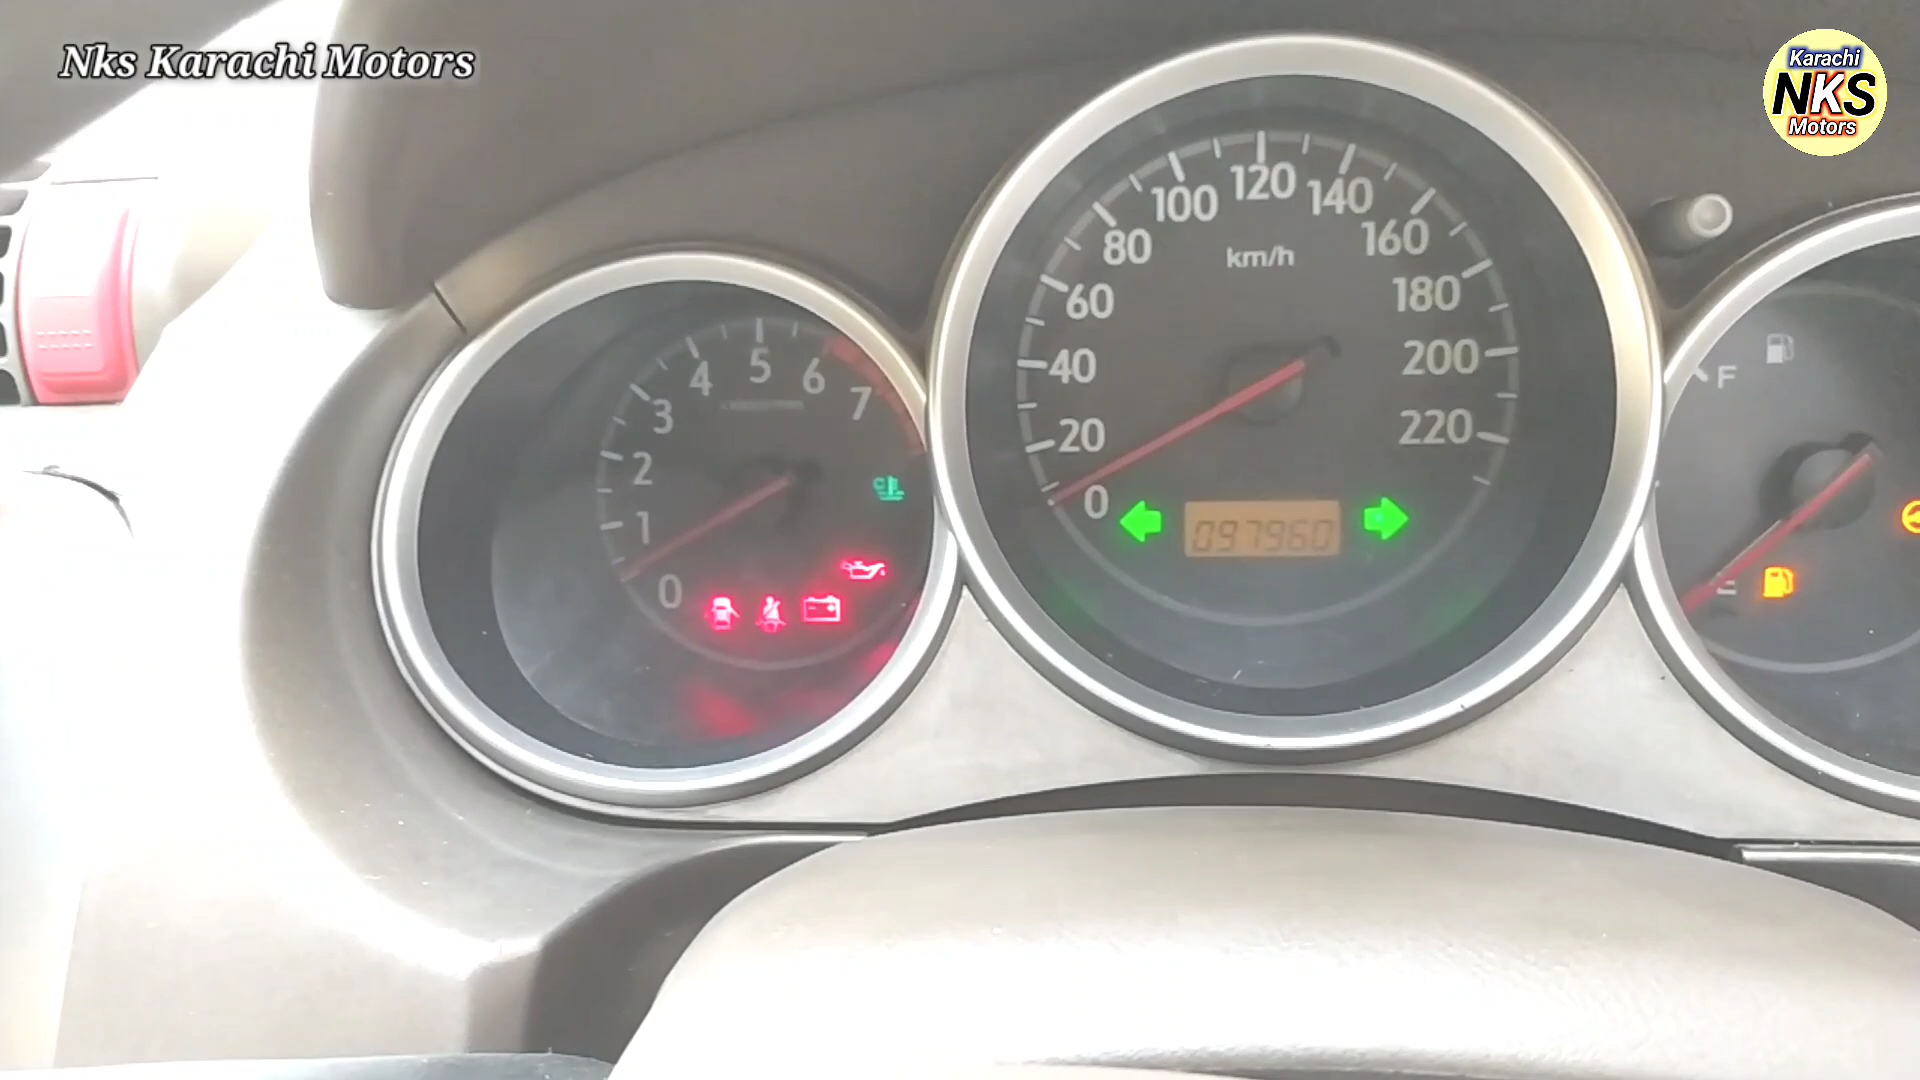 Nks Karachi Motors
Karachi
NKS
Motors
0 1 2 3 4 5 6 7
C
0 20 40 60 80 100 120 140 160 180 200 220
km/h
097960
F
E